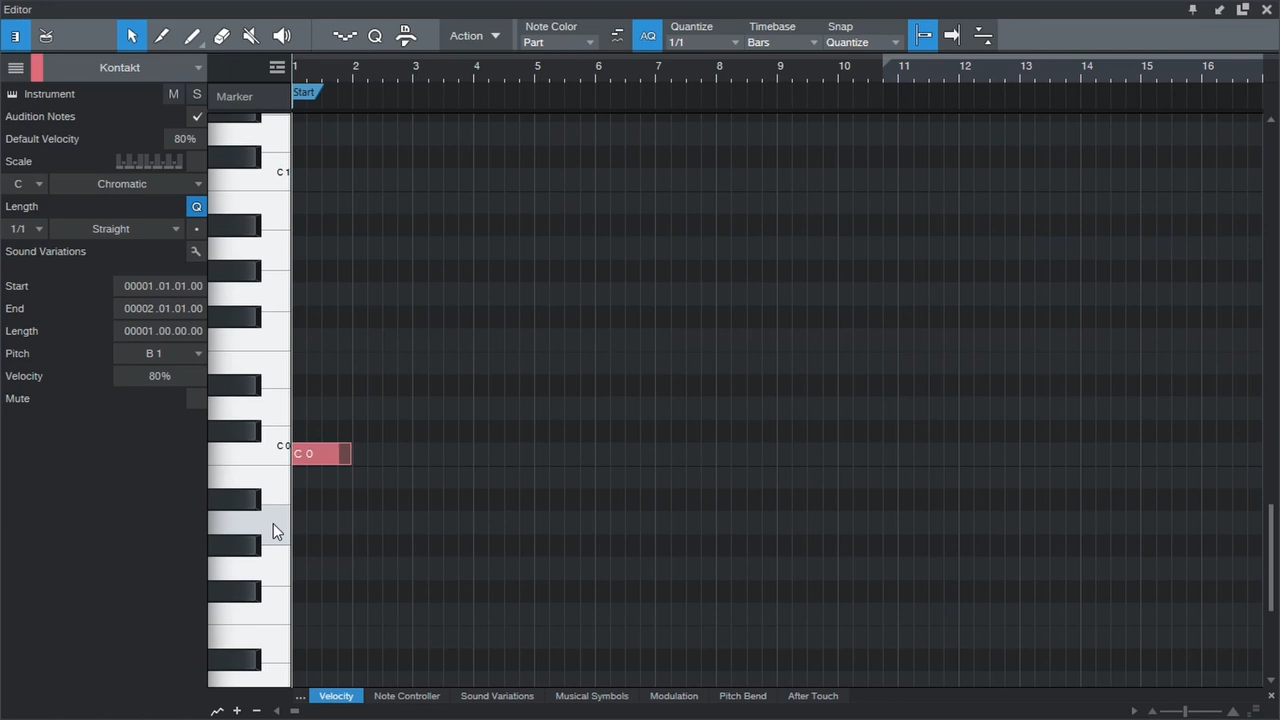 Editor
Action
Note Color
Part
AQ
Quantize
1/1
Timebase
Bars
Snap
Quantize
Kontakt
1 2 3 4 5 6 7 8 9 10 11 12 13 14 15 16
Instrument M S
Marker
Start
Audition Notes
Default Velocity 80%
Scale
C Chromatic
Length Q
1/1 Straight
Sound Variations
Start 00001.01.01.00
End 00002.01.01.00
Length 00001.00.00.00
Pitch B 1
Velocity 80%
Mute
C 1
C 0
C 0
... Velocity Note Controller Sound Variations Musical Symbols Modulation Pitch Bend After Touch